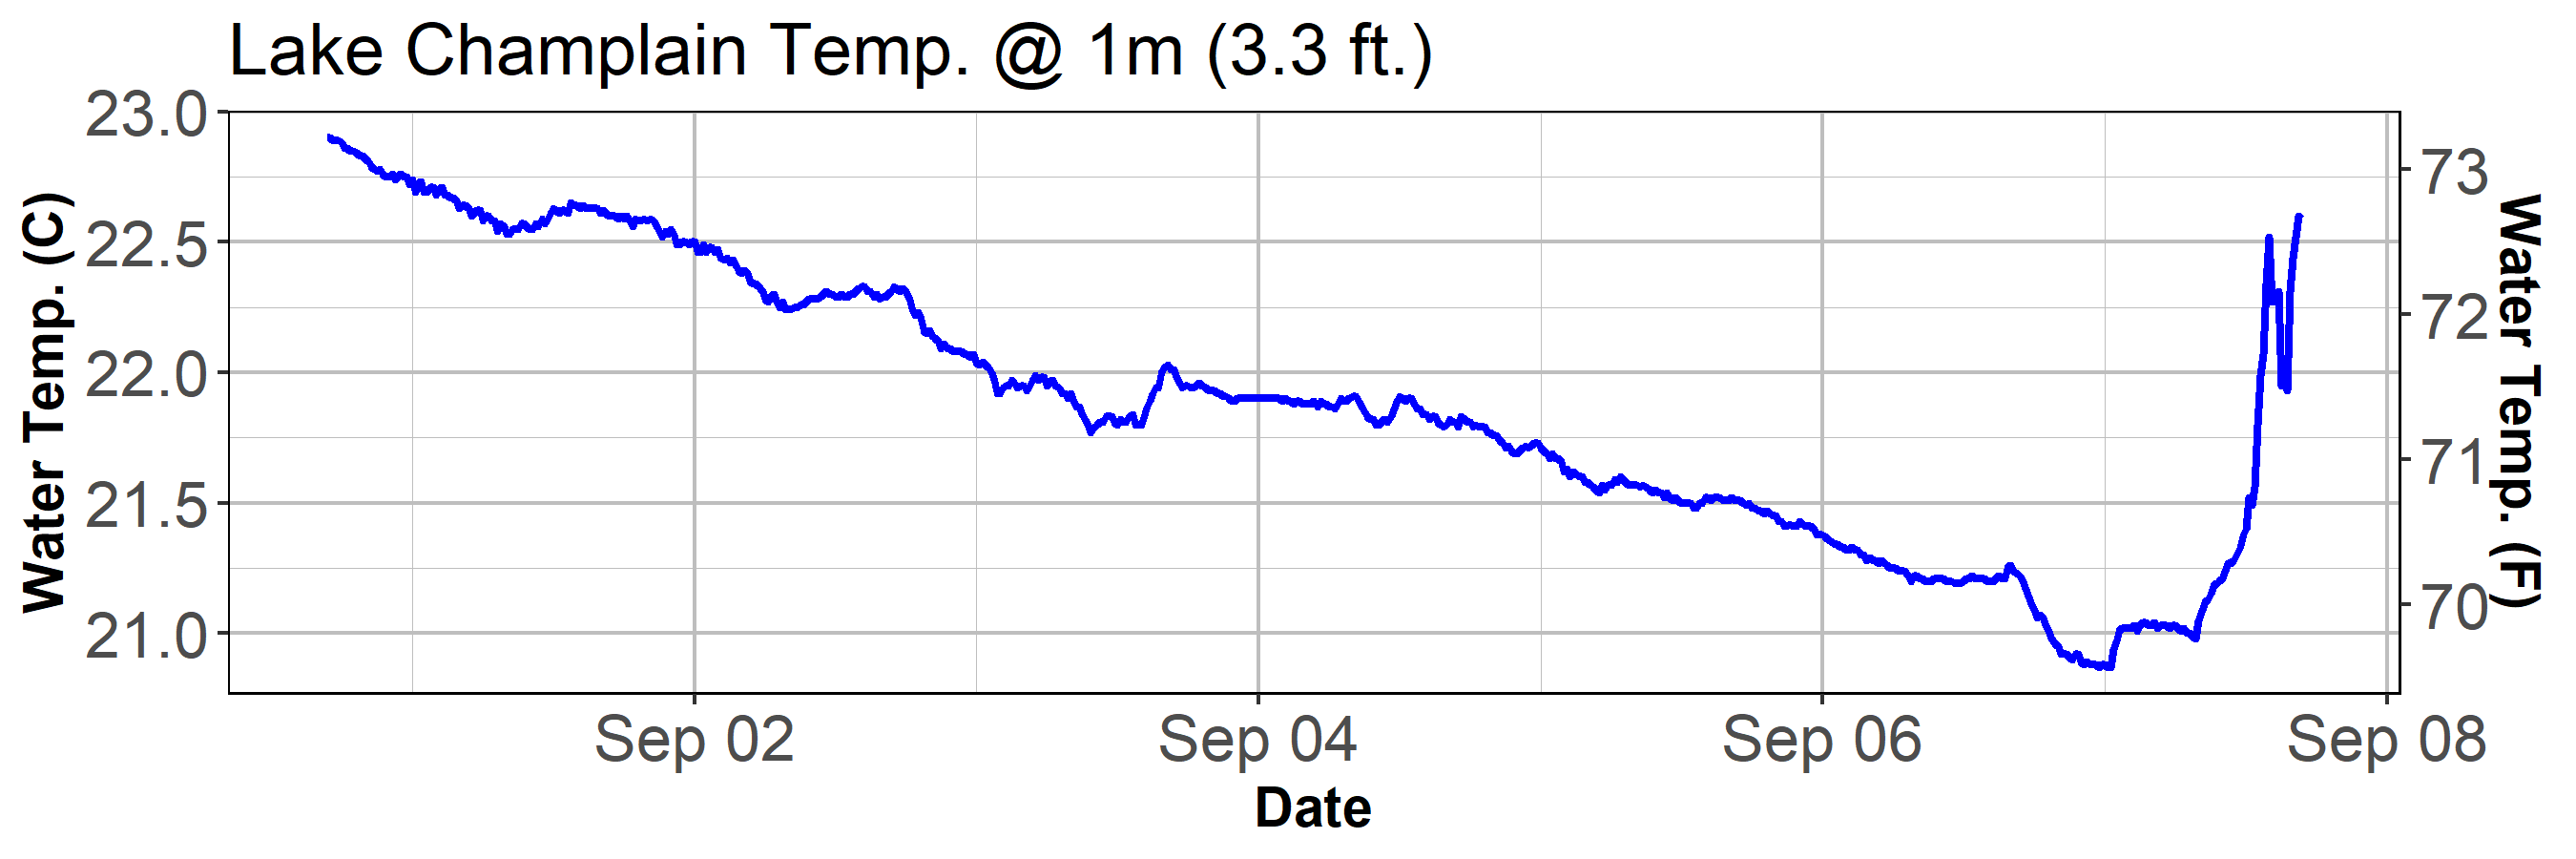 Lake Champlain Temp. @ 1m (3.3 ft.)
Water Temp. (C)
23.0
22.5
22.0
21.5
21.0
73
72
71
70
Water Temp. (F)
Sep 02 Sep 04 Sep 06 Sep 08
Date